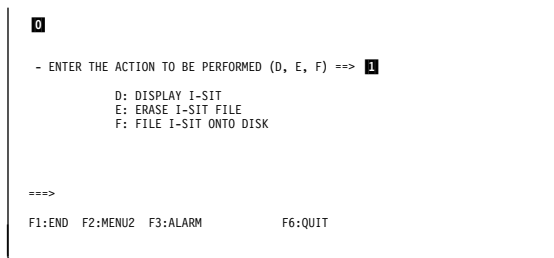 0
- ENTER THE ACTION TO BE PERFORMED (D, E, F) ==> 1
D: DISPLAY I-SIT
E: ERASE I-SIT FILE
F: FILE I-SIT ONTO DISK
===>
F1:END F2:MENU2 F3:ALARM F6:QUIT